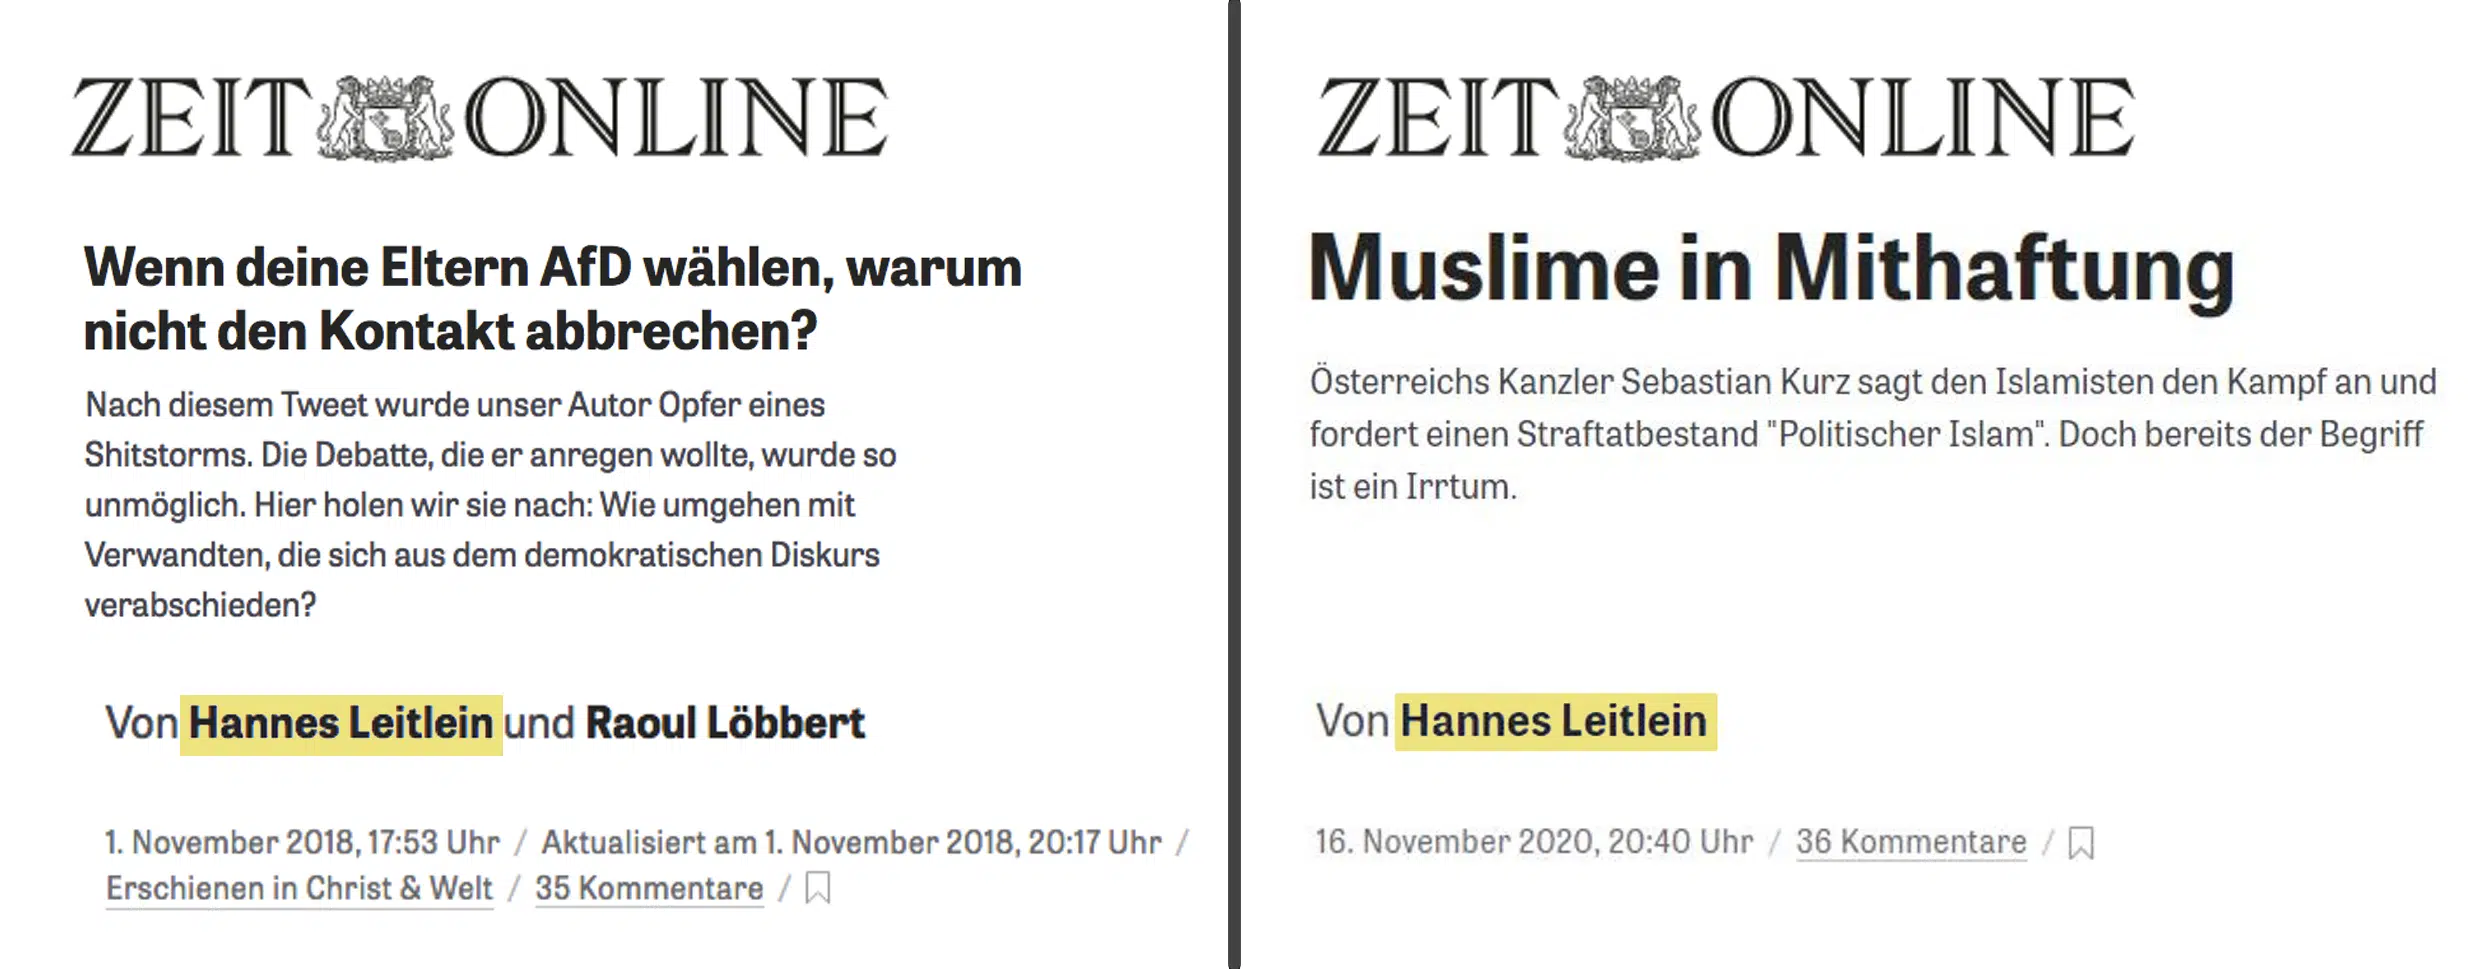 ZEIT ONLINE
Wenn deine Eltern AfD wählen, warum
nicht den Kontakt abbrechen?
Nach diesem Tweet wurde unser Autor Opfer eines
Shitstorms. Die Debatte, die er anregen wollte, wurde so
unmöglich. Hier holen wir sie nach: Wie umgehen mit
Verwandten, die sich aus dem demokratischen Diskurs
verabschieden?
Von Hannes Leitlein und Raoul Löbbert
1. November 2018, 17:53 Uhr / Aktualisiert am 1. November 2018, 20:17 Uhr /
Erschienen in Christ & Welt / 35 Kommentare /
ZEIT ONLINE
Muslime in Mithaftung
Österreichs Kanzler Sebastian Kurz sagt den Islamisten den Kampf an und
fordert einen Straftatbestand "Politischer Islam". Doch bereits der Begriff
ist ein Irrtum.
Von Hannes Leitlein
16. November 2020, 20:40 Uhr / 36 Kommentare /